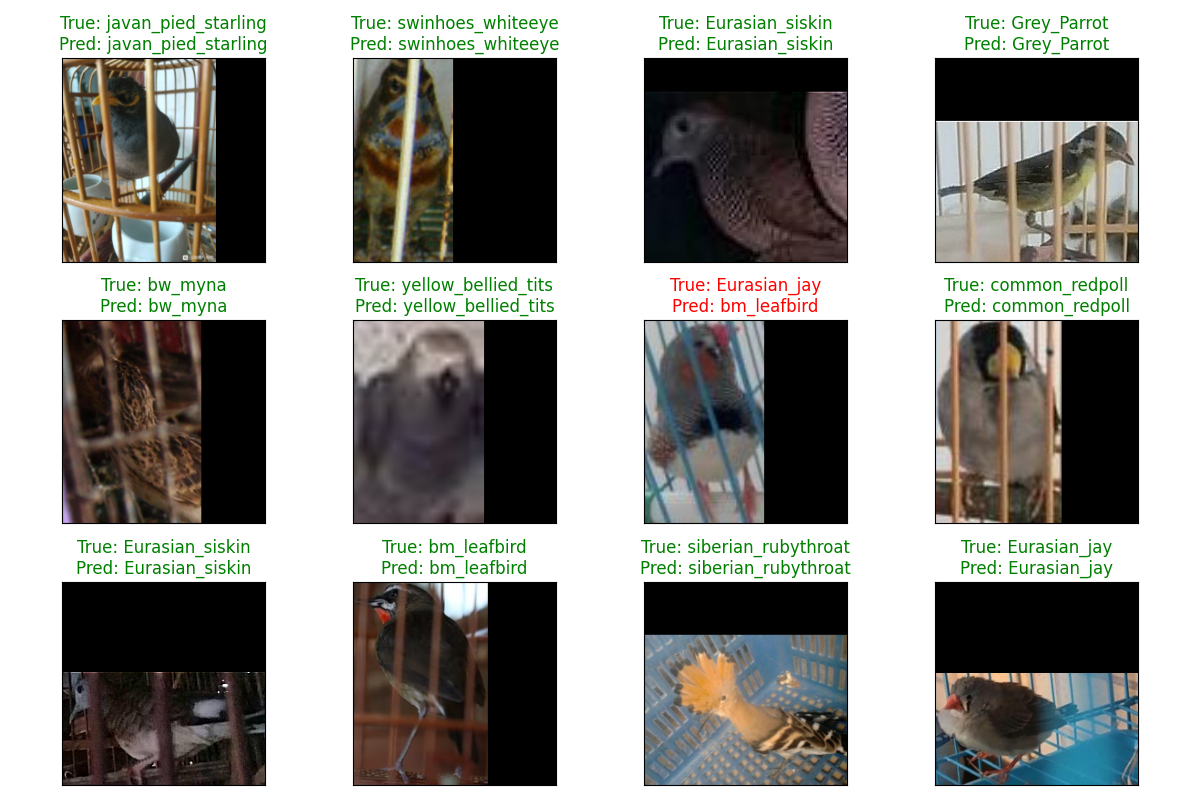 True: javan_pied_starling
Pred: javan_pied_starling
True: swinhoes_whiteeye
Pred: swinhoes_whiteeye
True: Eurasian_siskin
Pred: Eurasian_siskin
True: Grey_Parrot
Pred: Grey_Parrot
True: bw_myna
Pred: bw_myna
True: yellow_bellied_tits
Pred: yellow_bellied_tits
True: Eurasian_jay
Pred: bm_leafbird
True: common_redpoll
Pred: common_redpoll
True: Eurasian_siskin
Pred: Eurasian_siskin
True: bm_leafbird
Pred: bm_leafbird
True: siberian_rubythroat
Pred: siberian_rubythroat
True: Eurasian_jay
Pred: Eurasian_jay